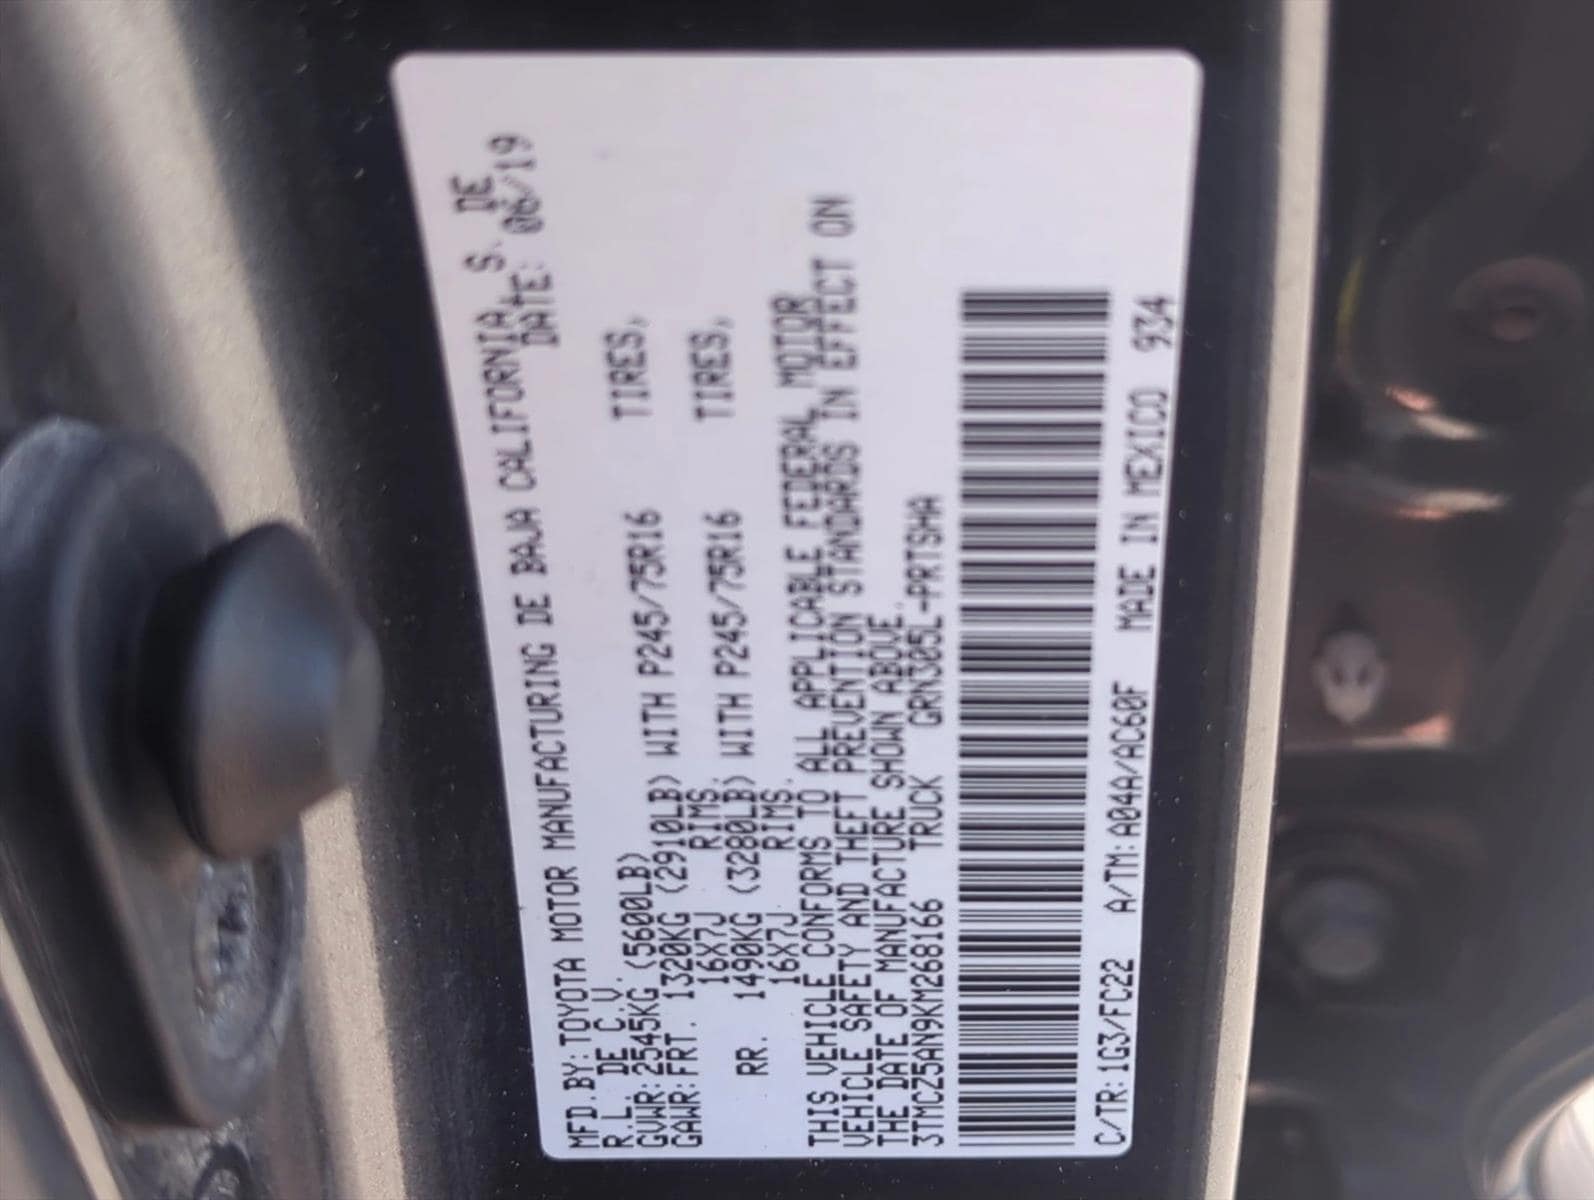 MFD.BY:TOYOTA MOTOR MANUFACTURING DE BAJA CALIFORNIA, S. DE
R.L. DE C.V. DATE: 06/19
GVWR:2545KG (5600LB)
GAWR:FRT. 1320KG (2910LB) WITH P245/75R16 TIRES,
16X7J RIMS.
RR. 1490KG (3280LB) WITH P245/75R16 TIRES,
16X7J RIMS.
THIS VEHICLE CONFORMS TO ALL APPLICABLE FEDERAL MOTOR
VEHICLE SAFETY AND THEFT PREVENTION STANDARDS IN EFFECT ON
THE DATE OF MANUFACTURE SHOWN ABOVE.
3TMCZ5AN9KM268166 TRUCK GRN305L-PRTSHA
C/TR:1G3/FC22 A/TM:A04A/AC60F MADE IN MEXICO 934